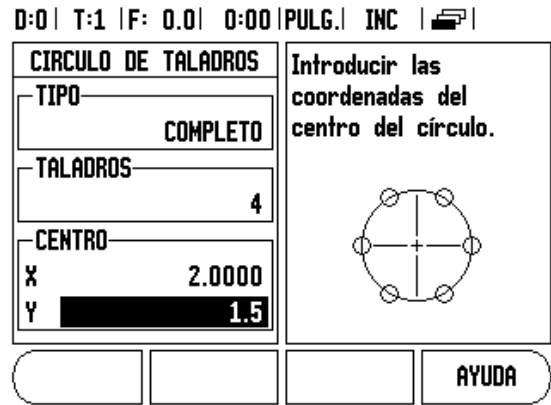 D:0| T:1 |F: 0.0| 0:00|PULG.| INC |
CIRCULO DE TALADROS
TIPO
COMPLETO
TALADROS
4
CENTRO
X 2.0000
Y 1.5
Introducir las
coordenadas del
centro del círculo.
AYUDA